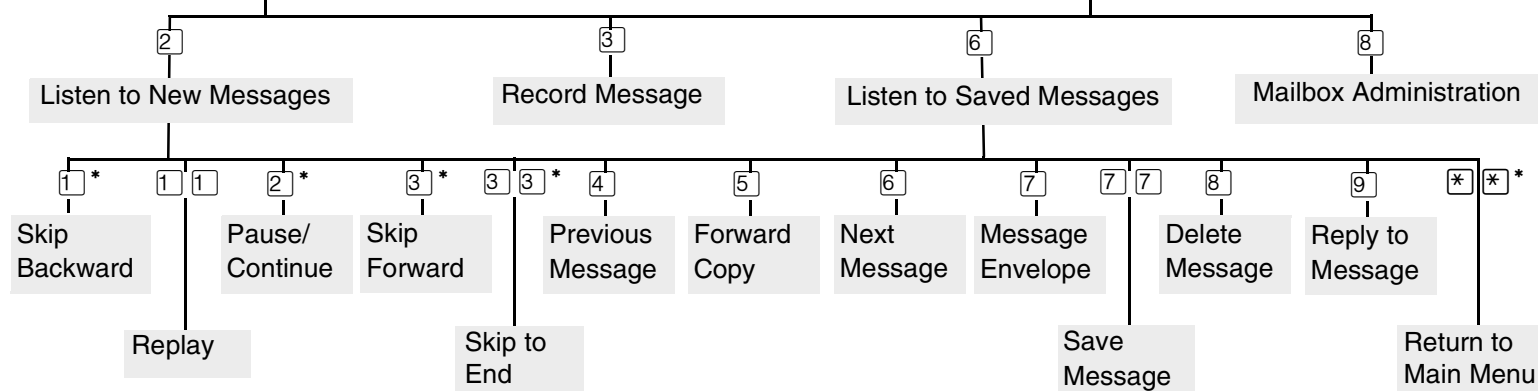 2 3 6 8
Listen to New Messages Record Message Listen to Saved Messages Mailbox Administration
1 * 1 1 2 * 3 * 3 3 * 4 5 6 7 7 7 8 9 * * *
Skip Pause/ Skip Previous Forward Next Message Delete Reply to
Backward Continue Forward Message Copy Message Envelope Message Message
Replay Skip to Save Return to
End Message Main Menu